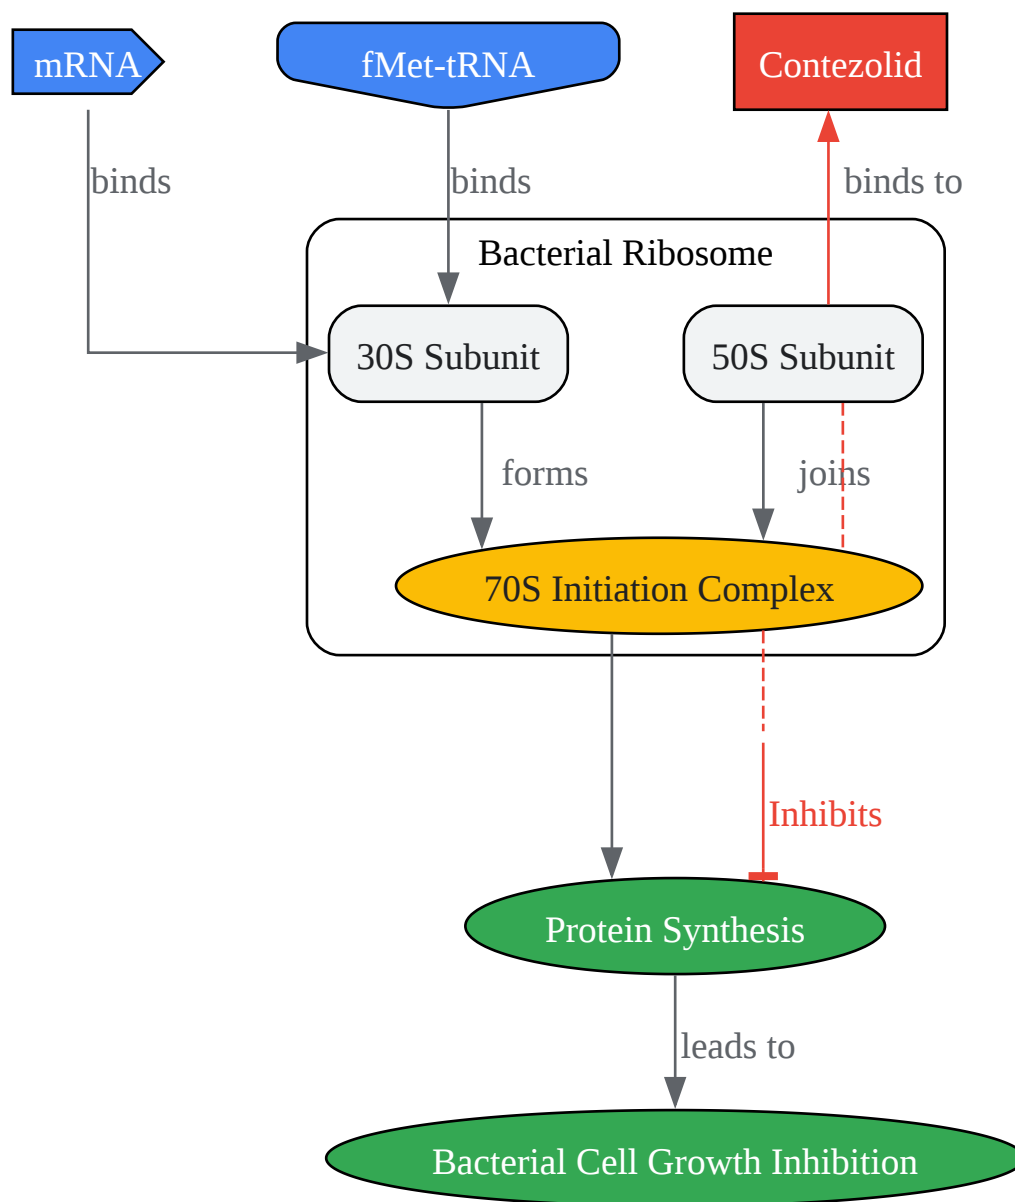 mRNA
fMet-tRNA
Contezolid
binds
binds
binds to
Bacterial Ribosome
30S Subunit
50S Subunit
forms
joins
70S Initiation Complex
Inhibits
Protein Synthesis
leads to
Bacterial Cell Growth Inhibition